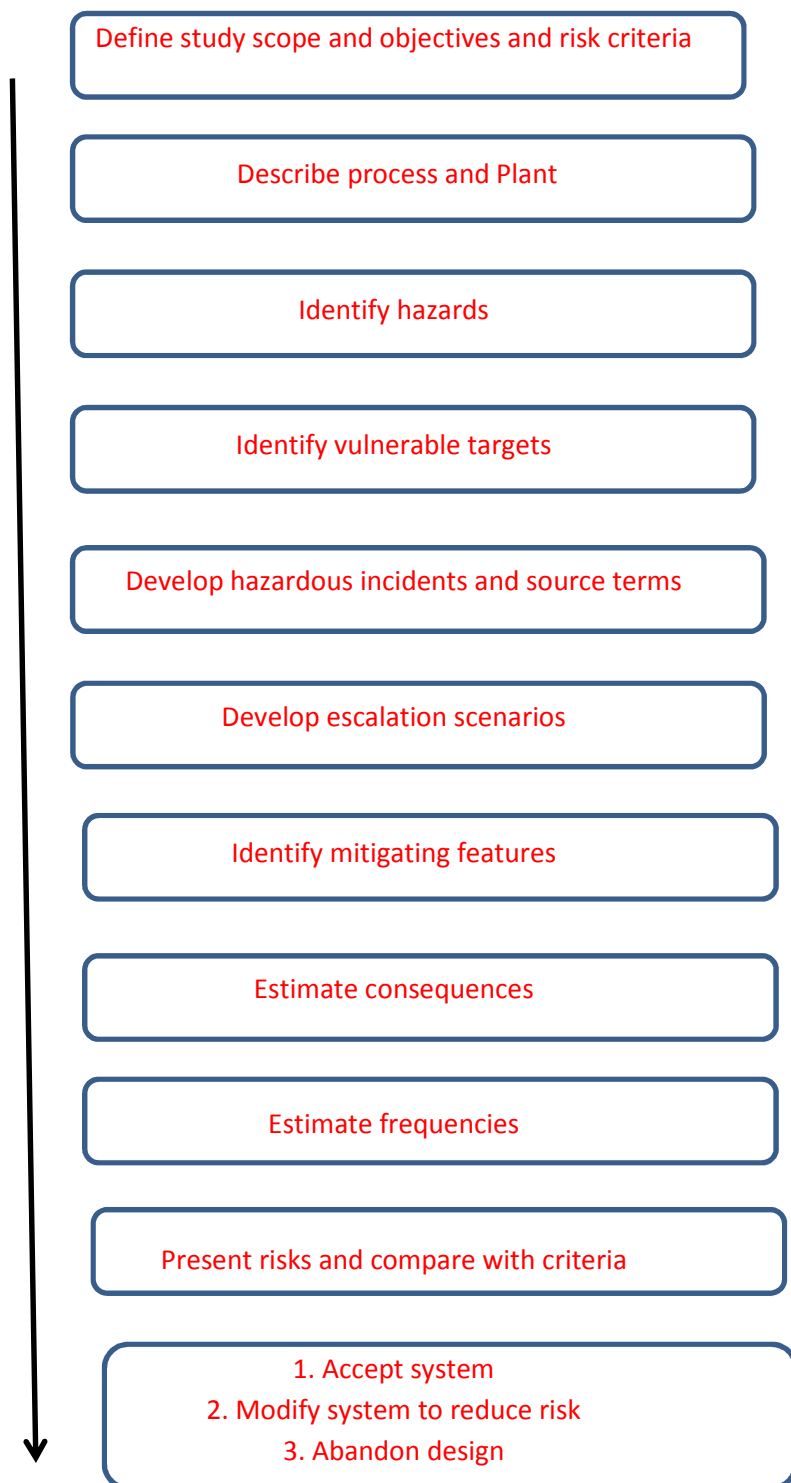 Define study scope and objectives and risk criteria
Describe process and Plant
Identify hazards
Identify vulnerable targets
Develop hazardous incidents and source terms
Develop escalation scenarios
Identify mitigating features
Estimate consequences
Estimate frequencies
Present risks and compare with criteria
1. Accept system
2. Modify system to reduce risk
3. Abandon design